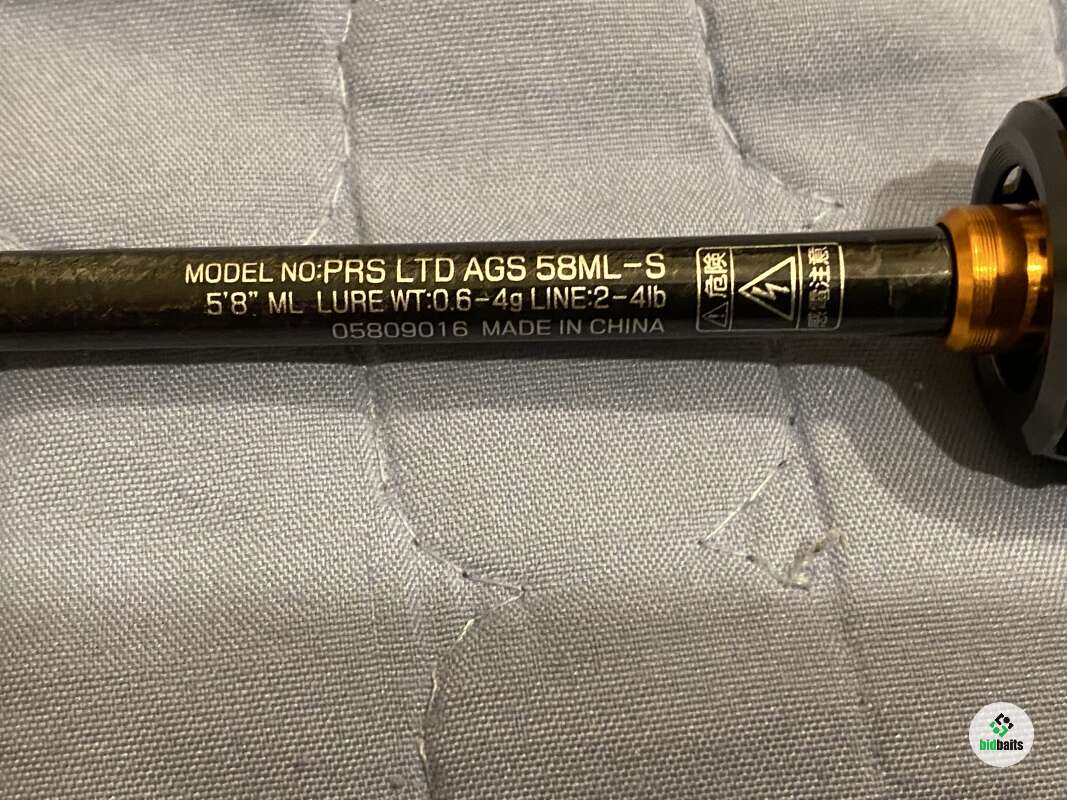 MODEL NO:PRS LTD AGS 58ML-S
5'8" ML LURE WT:0.6-4g LINE:2-4lb
05809016 MADE IN CHINA
危険
感電注意
bidbaits